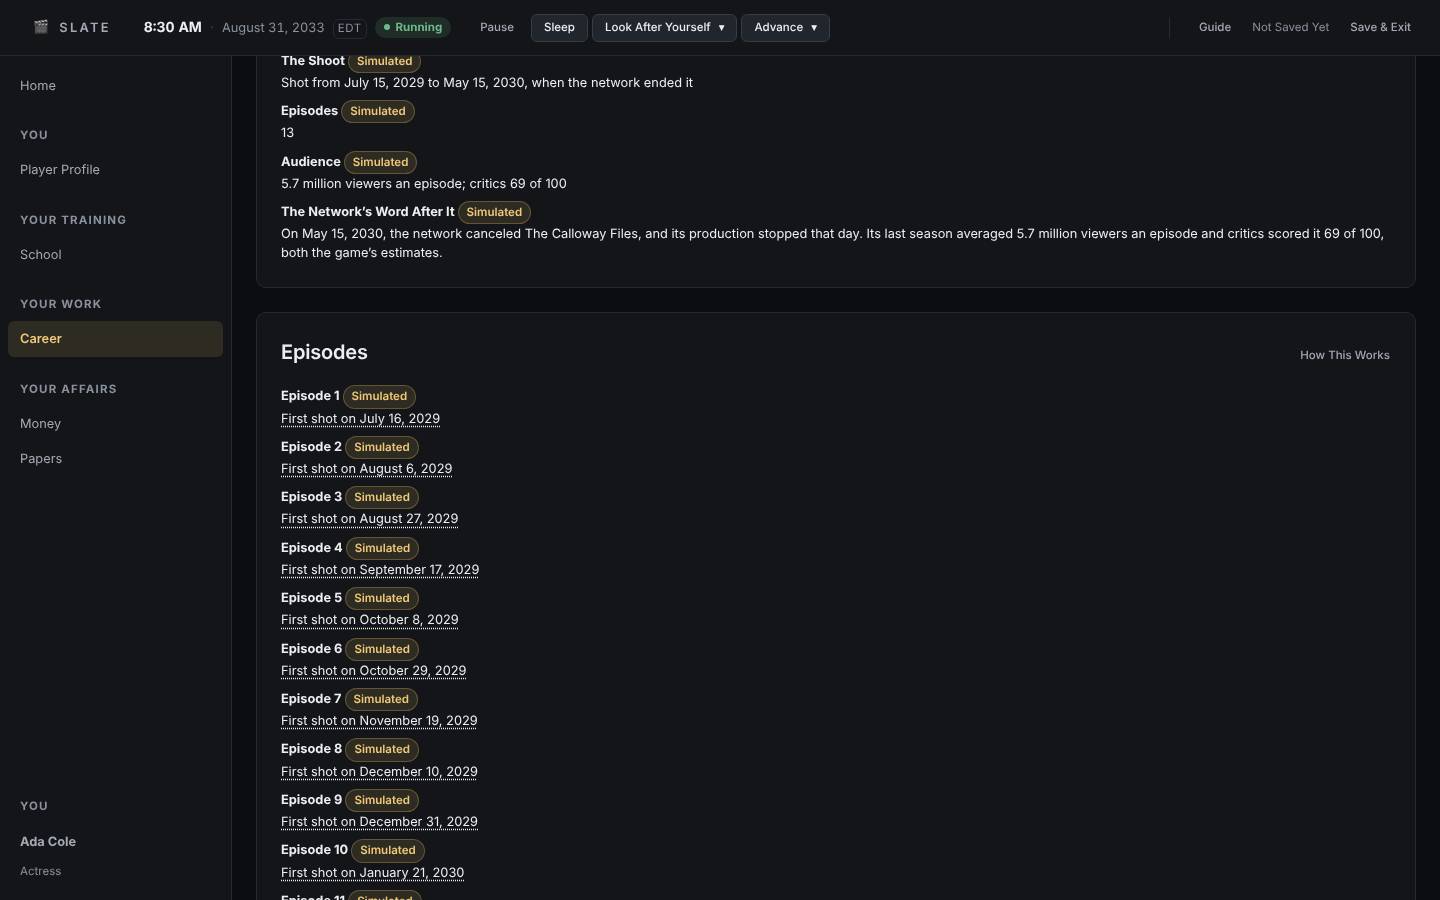 SLATE
8:30 AM · August 31, 2033 EDT Running
Pause
Sleep
Look After Yourself ▾
Advance ▾
Guide
Not Saved Yet
Save & Exit
Home
YOU
Player Profile
YOUR TRAINING
School
YOUR WORK
Career
YOUR AFFAIRS
Money
Papers
YOU
Ada Cole
Actress
The Shoot Simulated
Shot from July 15, 2029 to May 15, 2030, when the network ended it
Episodes Simulated
13
Audience Simulated
5.7 million viewers an episode; critics 69 of 100
The Network’s Word After It Simulated
On May 15, 2030, the network canceled The Calloway Files, and its production stopped that day. Its last season averaged 5.7 million viewers an episode and critics scored it 69 of 100,
both the game’s estimates.
Episodes
How This Works
Episode 1 Simulated
First shot on July 16, 2029
Episode 2 Simulated
First shot on August 6, 2029
Episode 3 Simulated
First shot on August 27, 2029
Episode 4 Simulated
First shot on September 17, 2029
Episode 5 Simulated
First shot on October 8, 2029
Episode 6 Simulated
First shot on October 29, 2029
Episode 7 Simulated
First shot on November 19, 2029
Episode 8 Simulated
First shot on December 10, 2029
Episode 9 Simulated
First shot on December 31, 2029
Episode 10 Simulated
First shot on January 21, 2030
Episode 11 Simulated